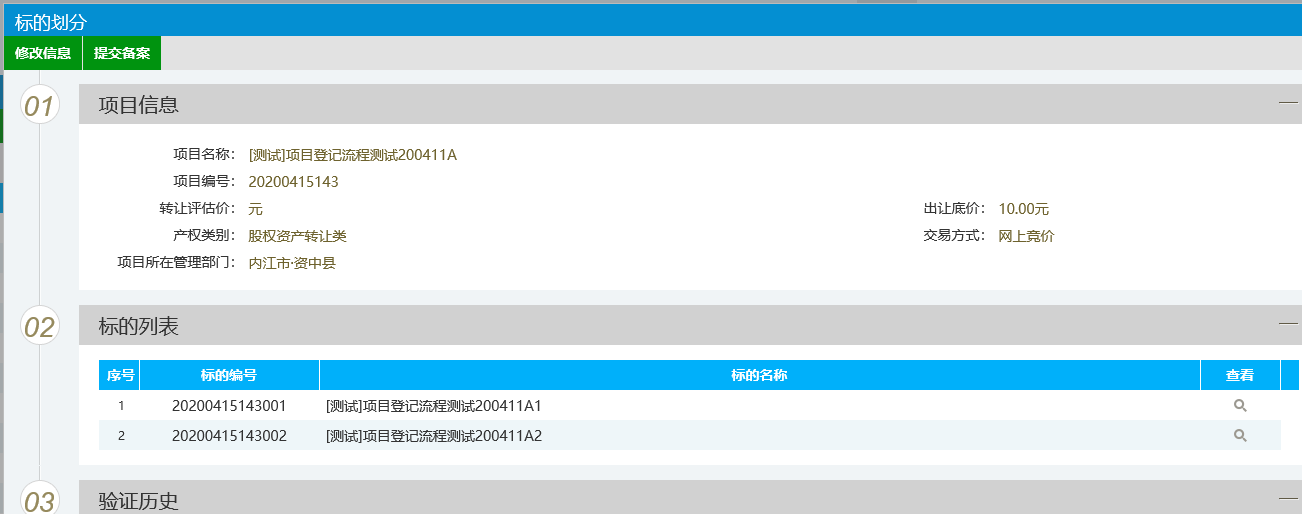 标的划分
修改信息 提交备案
01 项目信息
项目名称： [测试]项目登记流程测试200411A
项目编号： 20200415143
转让评估价： 元 出让底价： 10.00元
产权类别： 股权资产转让类 交易方式： 网上竞价
项目所在管理部门： 内江市·资中县
02 标的列表
序号 标的编号 标的名称 查看
1 20200415143001 [测试]项目登记流程测试200411A1
2 20200415143002 [测试]项目登记流程测试200411A2
03 验证历史